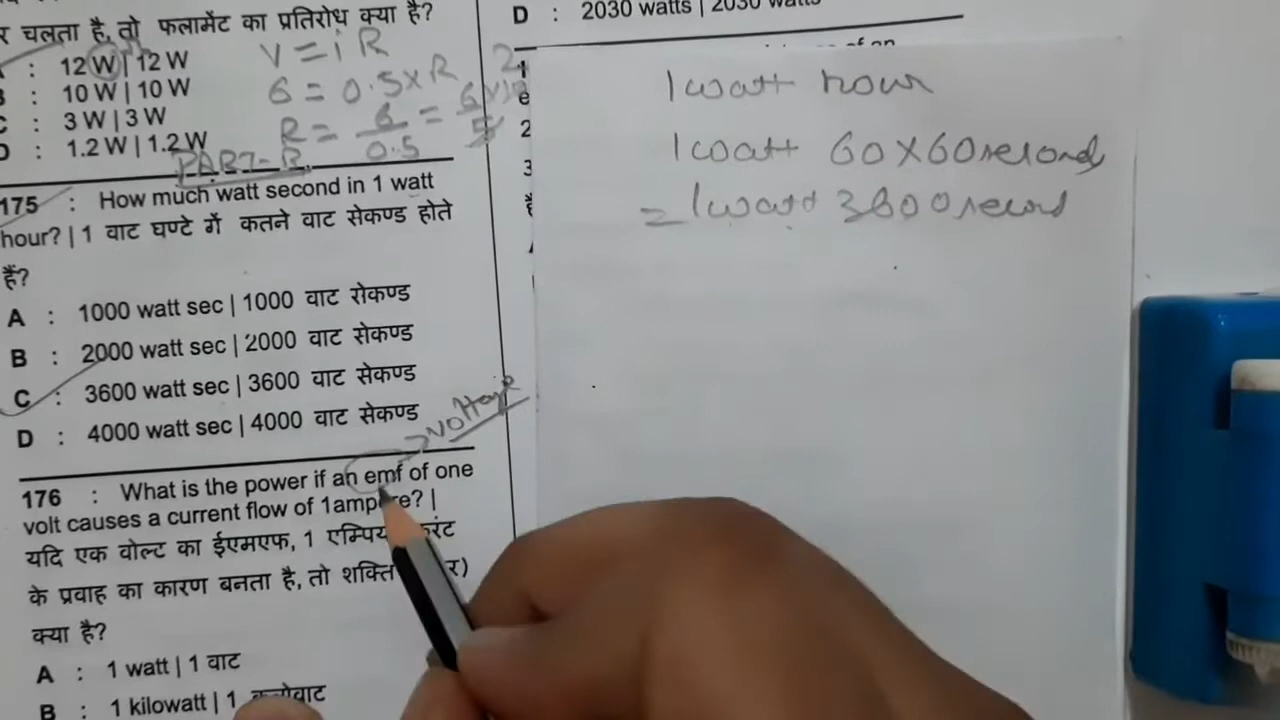 र चलता है, तो फलामेंट का प्रतिरोध क्या है?
: 12 W | 12 W
: 10 W | 10 W
: 3 W | 3 W
: 1.2 W | 1.2 W
V = i R
6 = 0.5 x R
R = 6/0.5 =
PART-B
175 : How much watt second in 1 watt
hour? | 1 वाट घण्टे में कतने वाट सेकण्ड होते
हैं?
A : 1000 watt sec | 1000 वाट सेकण्ड
B : 2000 watt sec | 2000 वाट सेकण्ड
C : 3600 watt sec | 3600 वाट सेकण्ड
D : 4000 watt sec | 4000 वाट सेकण्ड
voltage
176 : What is the power if an emf of one
volt causes a current flow of 1ampere? |
यदि एक वोल्ट का ईएमएफ, 1
के प्रवाह का कारण बनता है, तो शक्ति र)
क्या है?
A : 1 watt | 1 वाट
B : 1 kilowatt | 1
D : 2030 watts | 2030 watts
1
e
2
3
1 watt hour
1 watt 60x60 second
= 1 watt 3600 second